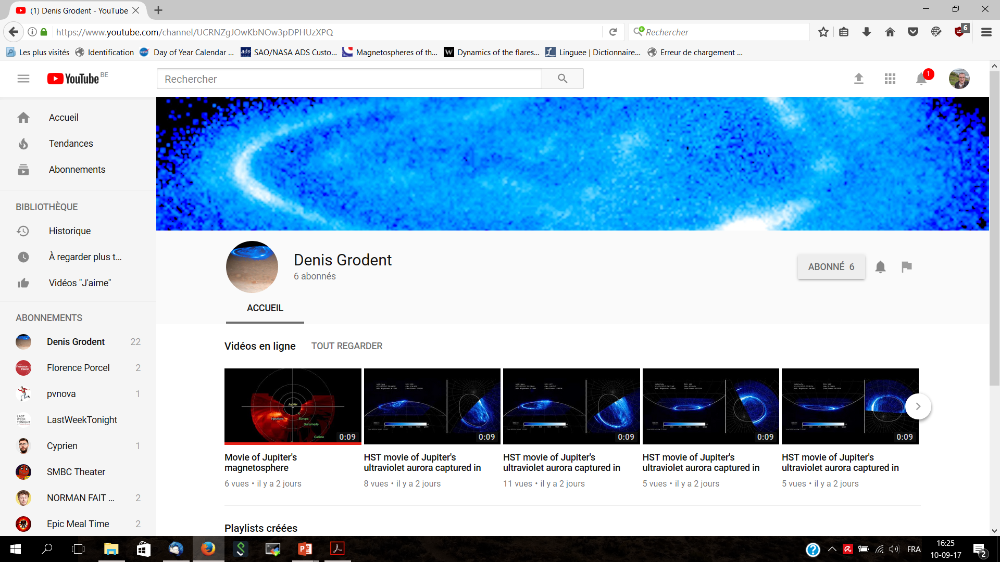 (1) Denis Grodent - YouTube
https://www.youtube.com/channel/UCRNZgJOwKbNOw3pDPHUzXPQ
Rechercher
6
Les plus visités
Identification
Day of Year Calendar ...
SAO/NASA ADS Custo...
Magnetospheres of th...
Dynamics of the flares...
Linguee | Dictionnaire...
Erreur de chargement ...
YouTube BE
Rechercher
1
Accueil
Tendances
Abonnements
BIBLIOTHÈQUE
Historique
À regarder plus t...
Vidéos "J'aime"
ABONNEMENTS
Denis Grodent 22
Florence Porcel 2
pvnova 1
LastWeekTonight
Cyprien 1
SMBC Theater
NORMAN FAIT ... 2
Epic Meal Time 2
Denis Grodent
6 abonnés
ABONNÉ 6
ACCUEIL
Vidéos en ligne
TOUT REGARDER
Jupiter
Io
Injections
Europa
Ganymede
Callisto
0:09
0:09
0:09
0:09
0:09
Movie of Jupiter's
magnetosphere
6 vues • il y a 2 jours
HST movie of Jupiter's
ultraviolet aurora captured in
8 vues • il y a 2 jours
HST movie of Jupiter's
ultraviolet aurora captured in
11 vues • il y a 2 jours
HST movie of Jupiter's
ultraviolet aurora captured in
5 vues • il y a 2 jours
HST movie of Jupiter's
ultraviolet aurora captured in
5 vues • il y a 2 jours
Playlists créées
FRA
16:25
10-09-17
2